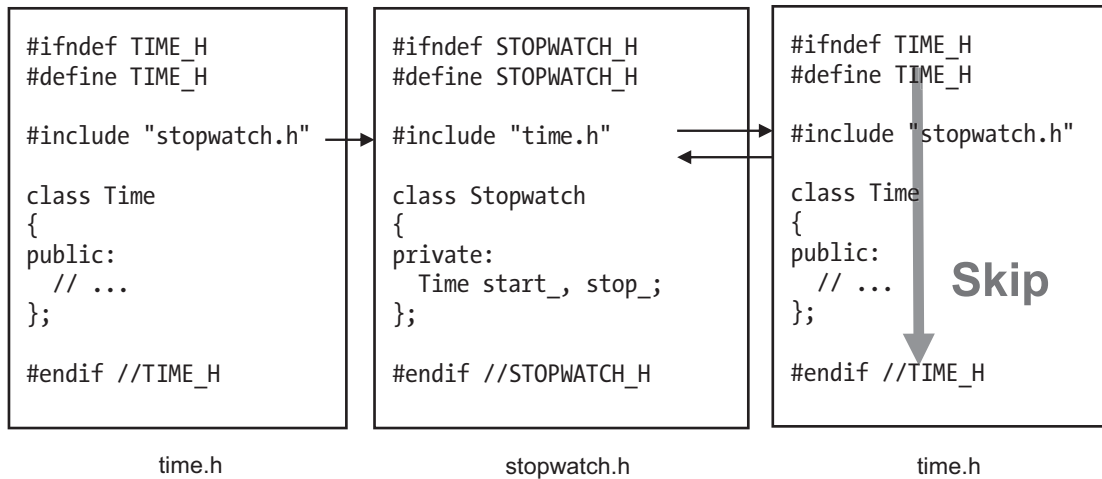 #ifndef TIME_H
#define TIME_H
#include "stopwatch.h"
class Time
{
public:
// ...
};
#endif //TIME_H
time.h
#ifndef STOPWATCH_H
#define STOPWATCH_H
#include "time.h"
class Stopwatch
{
private:
Time start_, stop_;
};
#endif //STOPWATCH_H
stopwatch.h
#ifndef TIME_H
#define TIME_H
#include "stopwatch.h"
class Time
{
public:
// ...
};
#endif //TIME_H
Skip
time.h